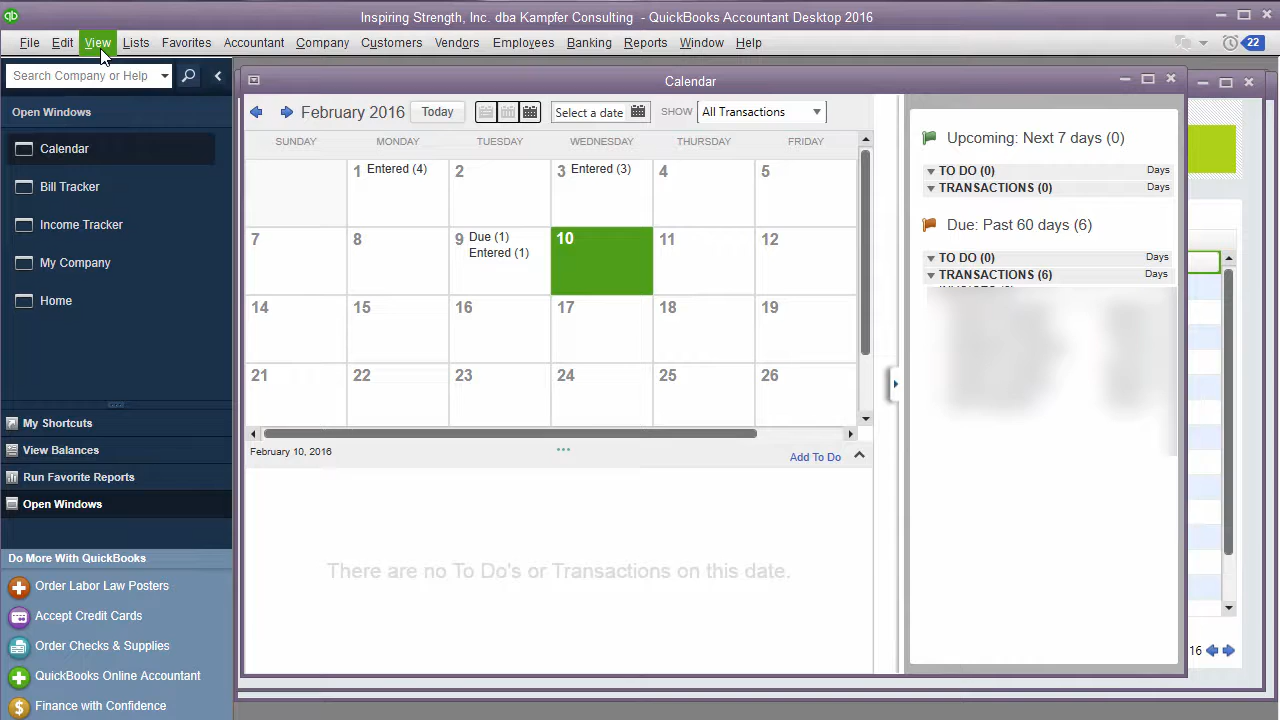 Inspiring Strength, Inc. dba Kampfer Consulting - QuickBooks Accountant Desktop 2016
File Edit View Lists Favorites Accountant Company Customers Vendors Employees Banking Reports Window Help
22
Search Company or Help
Open Windows
Calendar
Bill Tracker
Income Tracker
My Company
Home
My Shortcuts
View Balances
Run Favorite Reports
Open Windows
Do More With QuickBooks
Order Labor Law Posters
Accept Credit Cards
Order Checks & Supplies
QuickBooks Online Accountant
Finance with Confidence
Calendar
February 2016 Today Select a date SHOW All Transactions
SUNDAY MONDAY TUESDAY WEDNESDAY THURSDAY FRIDAY
1 Entered (4) 2 3 Entered (3) 4 5
7 8 9 Due (1) 10 11 12
Entered (1)
14 15 16 17 18 19
21 22 23 24 25 26
February 10, 2016 Add To Do
There are no To Do's or Transactions on this date.
Upcoming: Next 7 days (0)
TO DO (0) Days
TRANSACTIONS (0) Days
Due: Past 60 days (6)
TO DO (0) Days
TRANSACTIONS (6) Days
16